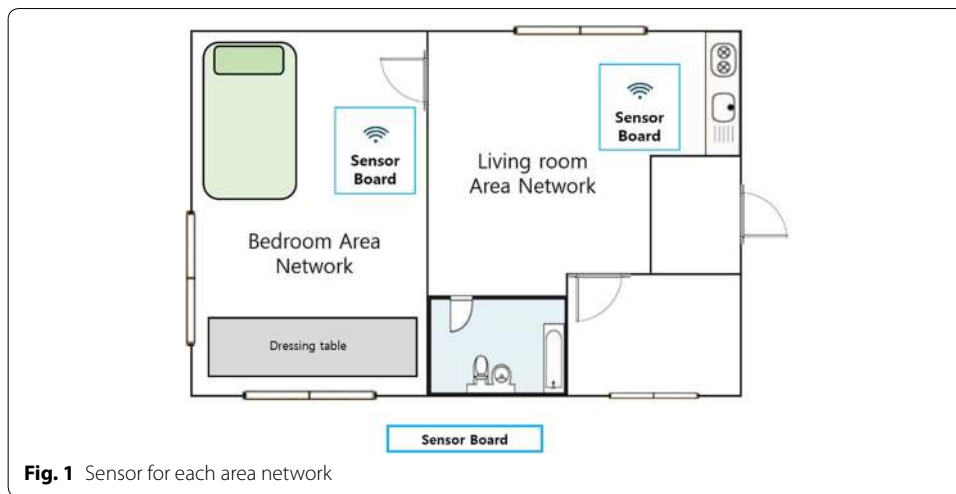 Sensor
Board
Sensor
Board
Living room
Area Network
Bedroom Area
Network
Dressing table
Sensor Board
Fig. 1 Sensor for each area network